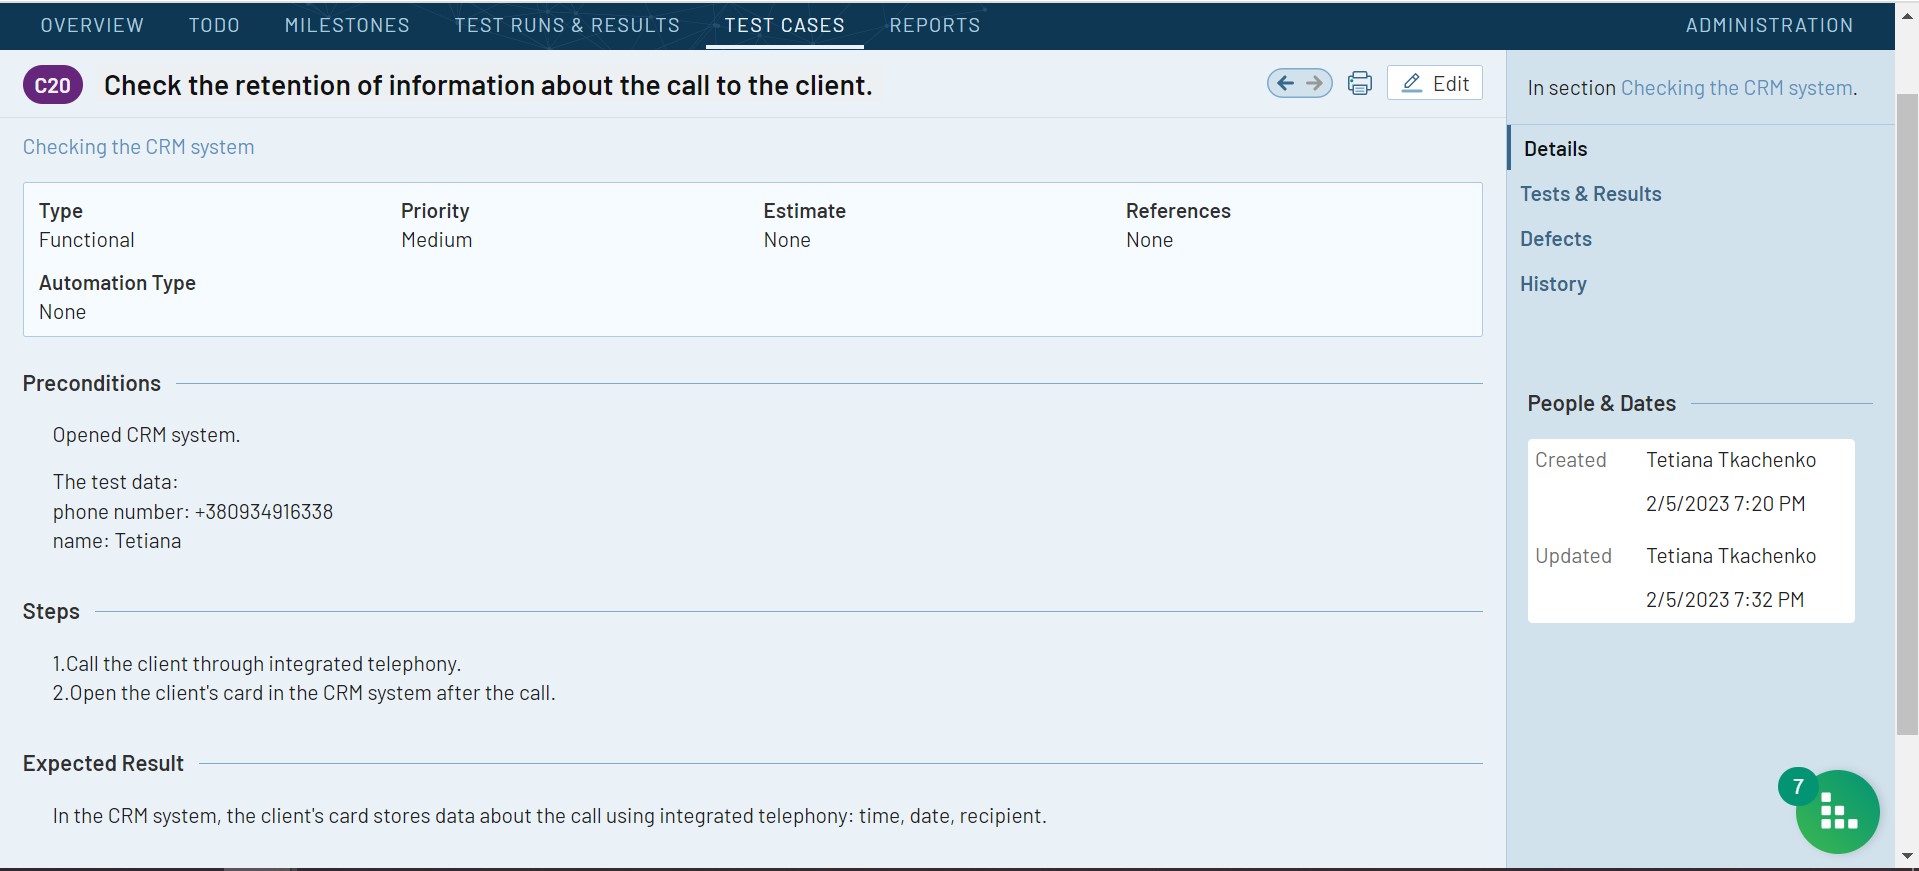 OVERVIEW TODO MILESTONES TEST RUNS & RESULTS TEST CASES REPORTS ADMINISTRATION
C20 Check the retention of information about the call to the client. Edit
In section Checking the CRM system.
Checking the CRM system
Type Priority Estimate References
Functional Medium None None
Automation Type
None
Preconditions
Opened CRM system.
The test data:
phone number: +380934916338
name: Tetiana
Steps
1.Call the client through integrated telephony.
2.Open the client's card in the CRM system after the call.
Expected Result
In the CRM system, the client's card stores data about the call using integrated telephony: time, date, recipient.
Details
Tests & Results
Defects
History
People & Dates
Created Tetiana Tkachenko
2/5/2023 7:20 PM
Updated Tetiana Tkachenko
2/5/2023 7:32 PM
7